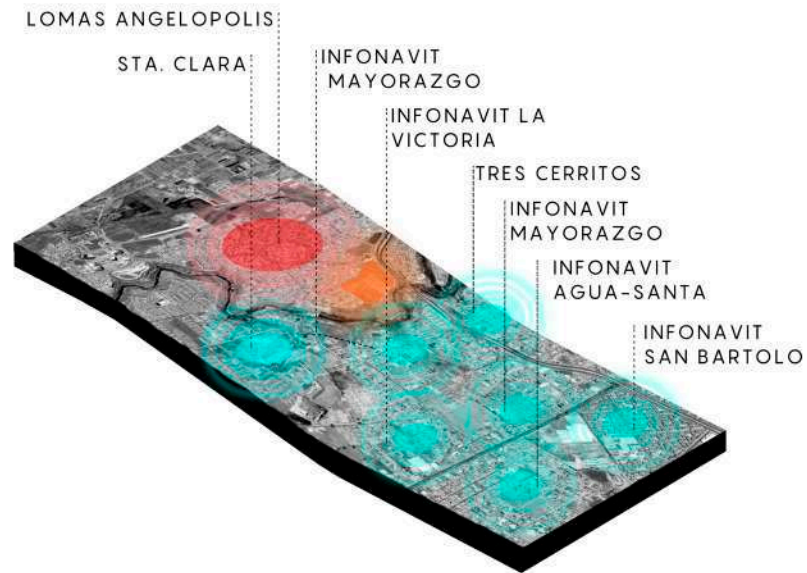 LOMAS ANGELOPOLIS
STA. CLARA
INFONAVIT
MAYORAZGO
INFONAVIT LA
VICTORIA
TRES CERRITOS
INFONAVIT
MAYORAZGO
INFONAVIT
AGUA-SANTA
INFONAVIT
SAN BARTOLO